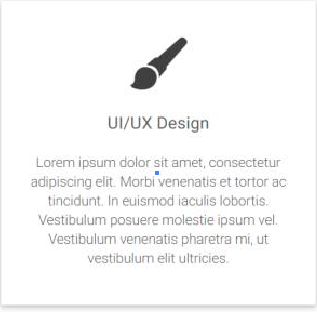 UI/UX Design
Lorem ipsum dolor sit amet, consectetur
adipiscing elit. Morbi venenatis et tortor ac
tincidunt. In euismod iaculis lobortis.
Vestibulum posuere molestie ipsum vel.
Vestibulum venenatis pharetra mi, ut
vestibulum elit ultricies.